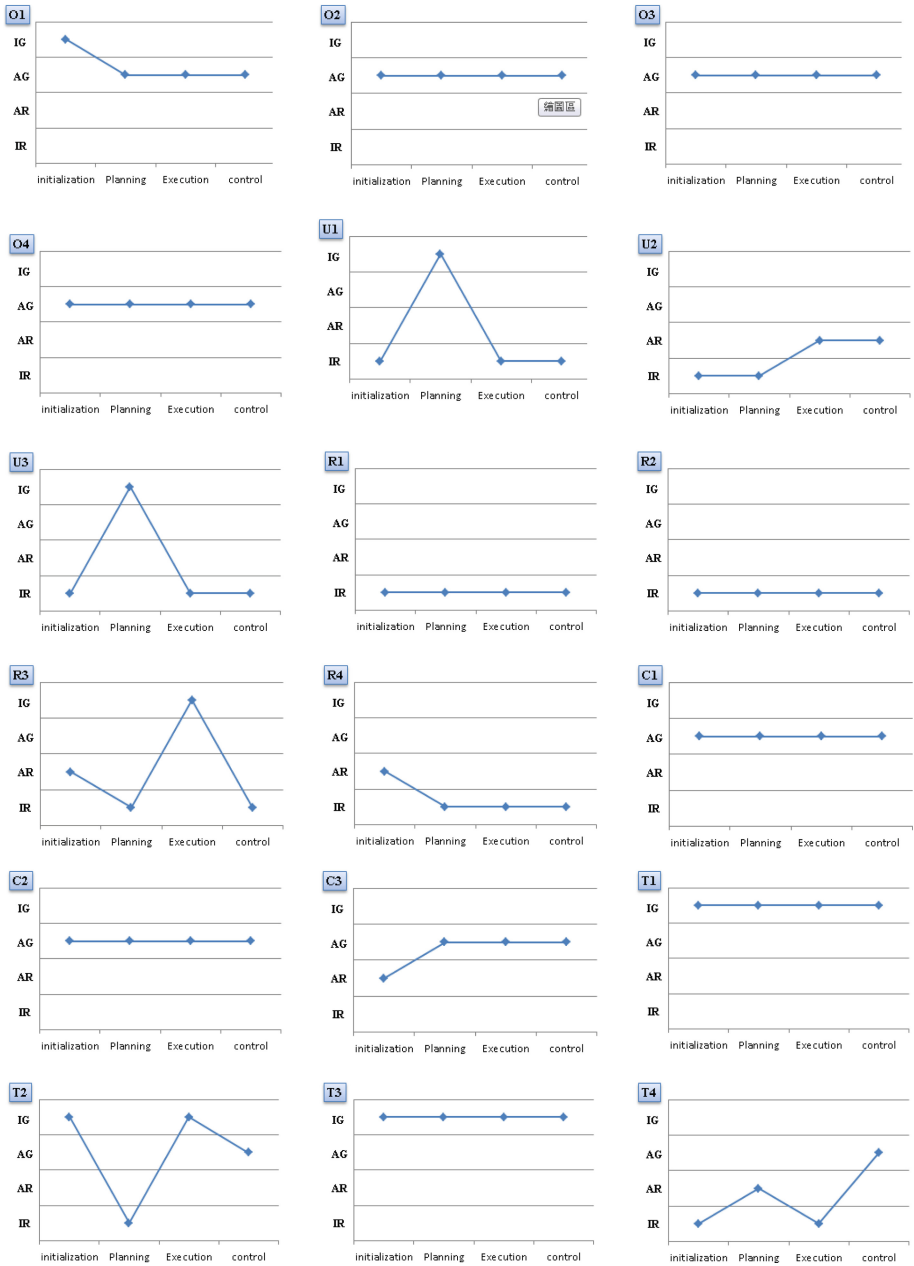 O1
IG
AG
AR
IR
initialization Planning Execution control
O2
IG
AG
AR
IR
繪圖區
initialization Planning Execution control
O3
IG
AG
AR
IR
initialization Planning Execution control
O4
IG
AG
AR
IR
initialization Planning Execution control
U1
IG
AG
AR
IR
initialization Planning Execution control
U2
IG
AG
AR
IR
initialization Planning Execution control
U3
IG
AG
AR
IR
initialization Planning Execution control
R1
IG
AG
AR
IR
initialization Planning Execution control
R2
IG
AG
AR
IR
initialization Planning Execution control
R3
IG
AG
AR
IR
initialization Planning Execution control
R4
IG
AG
AR
IR
initialization Planning Execution control
C1
IG
AG
AR
IR
initialization Planning Execution control
C2
IG
AG
AR
IR
initialization Planning Execution control
C3
IG
AG
AR
IR
initialization Planning Execution control
T1
IG
AG
AR
IR
initialization Planning Execution control
T2
IG
AG
AR
IR
initialization Planning Execution control
T3
IG
AG
AR
IR
initialization Planning Execution control
T4
IG
AG
AR
IR
initialization Planning Execution control